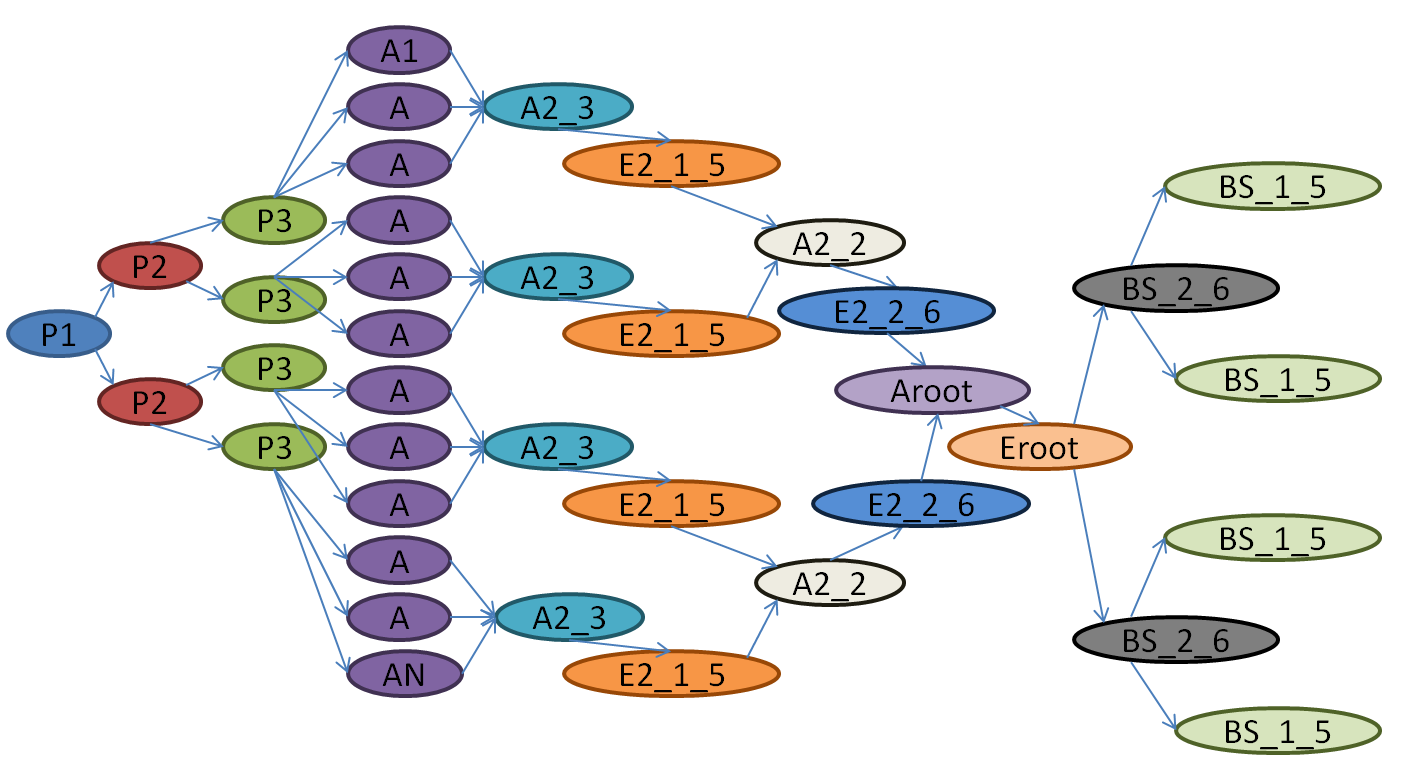 P1
P2
P2
P3
P3
P3
P3
A1
A
A
A
A
A
A
A
A
A
A
AN
A2_3
A2_3
A2_3
A2_3
E2_1_5
E2_1_5
E2_1_5
E2_1_5
A2_2
A2_2
E2_2_6
E2_2_6
Aroot
Eroot
BS_2_6
BS_2_6
BS_1_5
BS_1_5
BS_1_5
BS_1_5